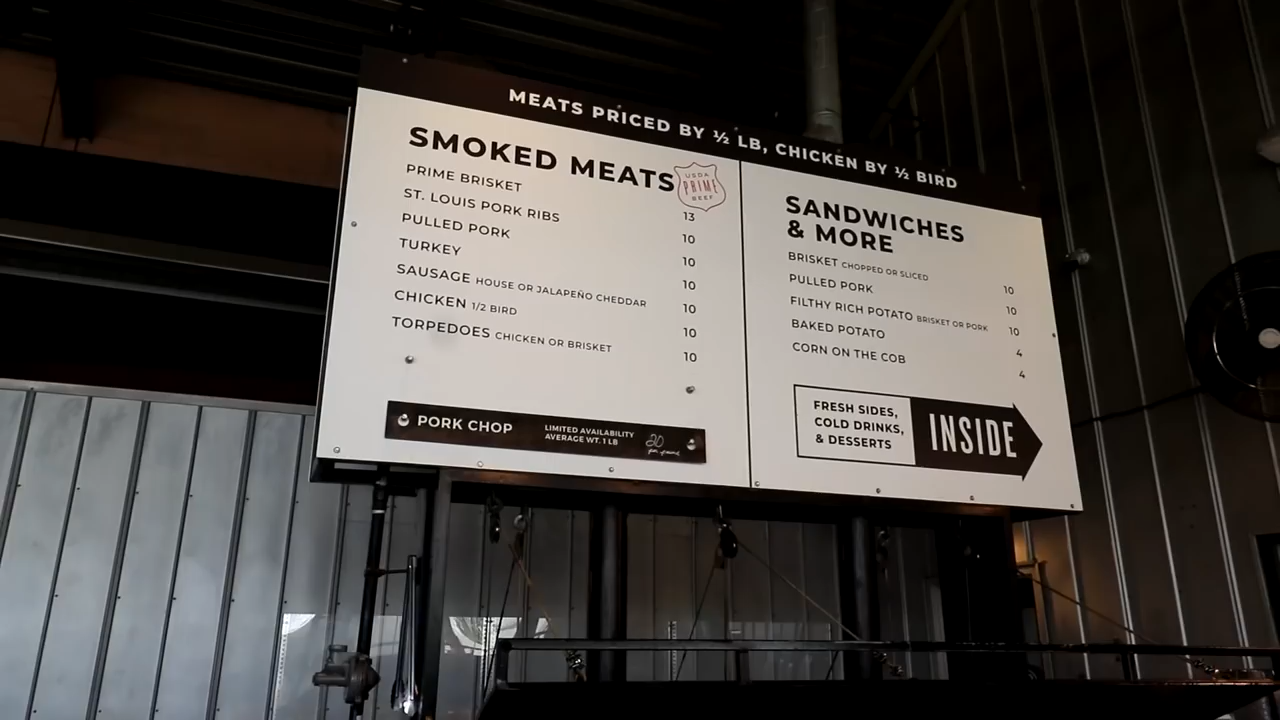 MEATS PRICED BY ½ LB, CHICKEN BY ½ BIRD
SMOKED MEATS
USDA
PRIME
BEEF
PRIME BRISKET 13
ST. LOUIS PORK RIBS 10
PULLED PORK 10
TURKEY 10
SAUSAGE HOUSE OR JALAPEÑO CHEDDAR 10
CHICKEN 1/2 BIRD 10
TORPEDOES CHICKEN OR BRISKET 10
PORK CHOP
LIMITED AVAILABILITY
AVERAGE WT. 1 LB
20
SANDWICHES
& MORE
BRISKET CHOPPED OR SLICED 10
PULLED PORK 10
FILTHY RICH POTATO BRISKET OR PORK 10
BAKED POTATO 4
CORN ON THE COB 4
FRESH SIDES,
COLD DRINKS,
& DESSERTS
INSIDE